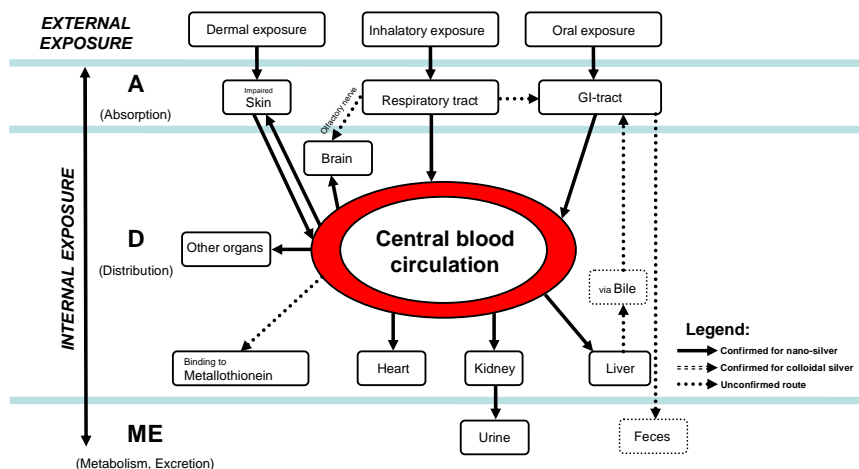 EXTERNAL
EXPOSURE
Dermal exposure
Inhalatory exposure
Oral exposure
A
(Absorption)
Impaired
Skin
Olfactory nerve
Respiratory tract
GI-tract
Brain
INTERNAL EXPOSURE
D
(Distribution)
Other organs
Central blood
circulation
via Bile
Legend:
Confirmed for nano-silver
Confirmed for colloidal silver
Unconfirmed route
Binding to
Metallothionein
Heart
Kidney
Liver
ME
(Metabolism, Excretion)
Urine
Feces